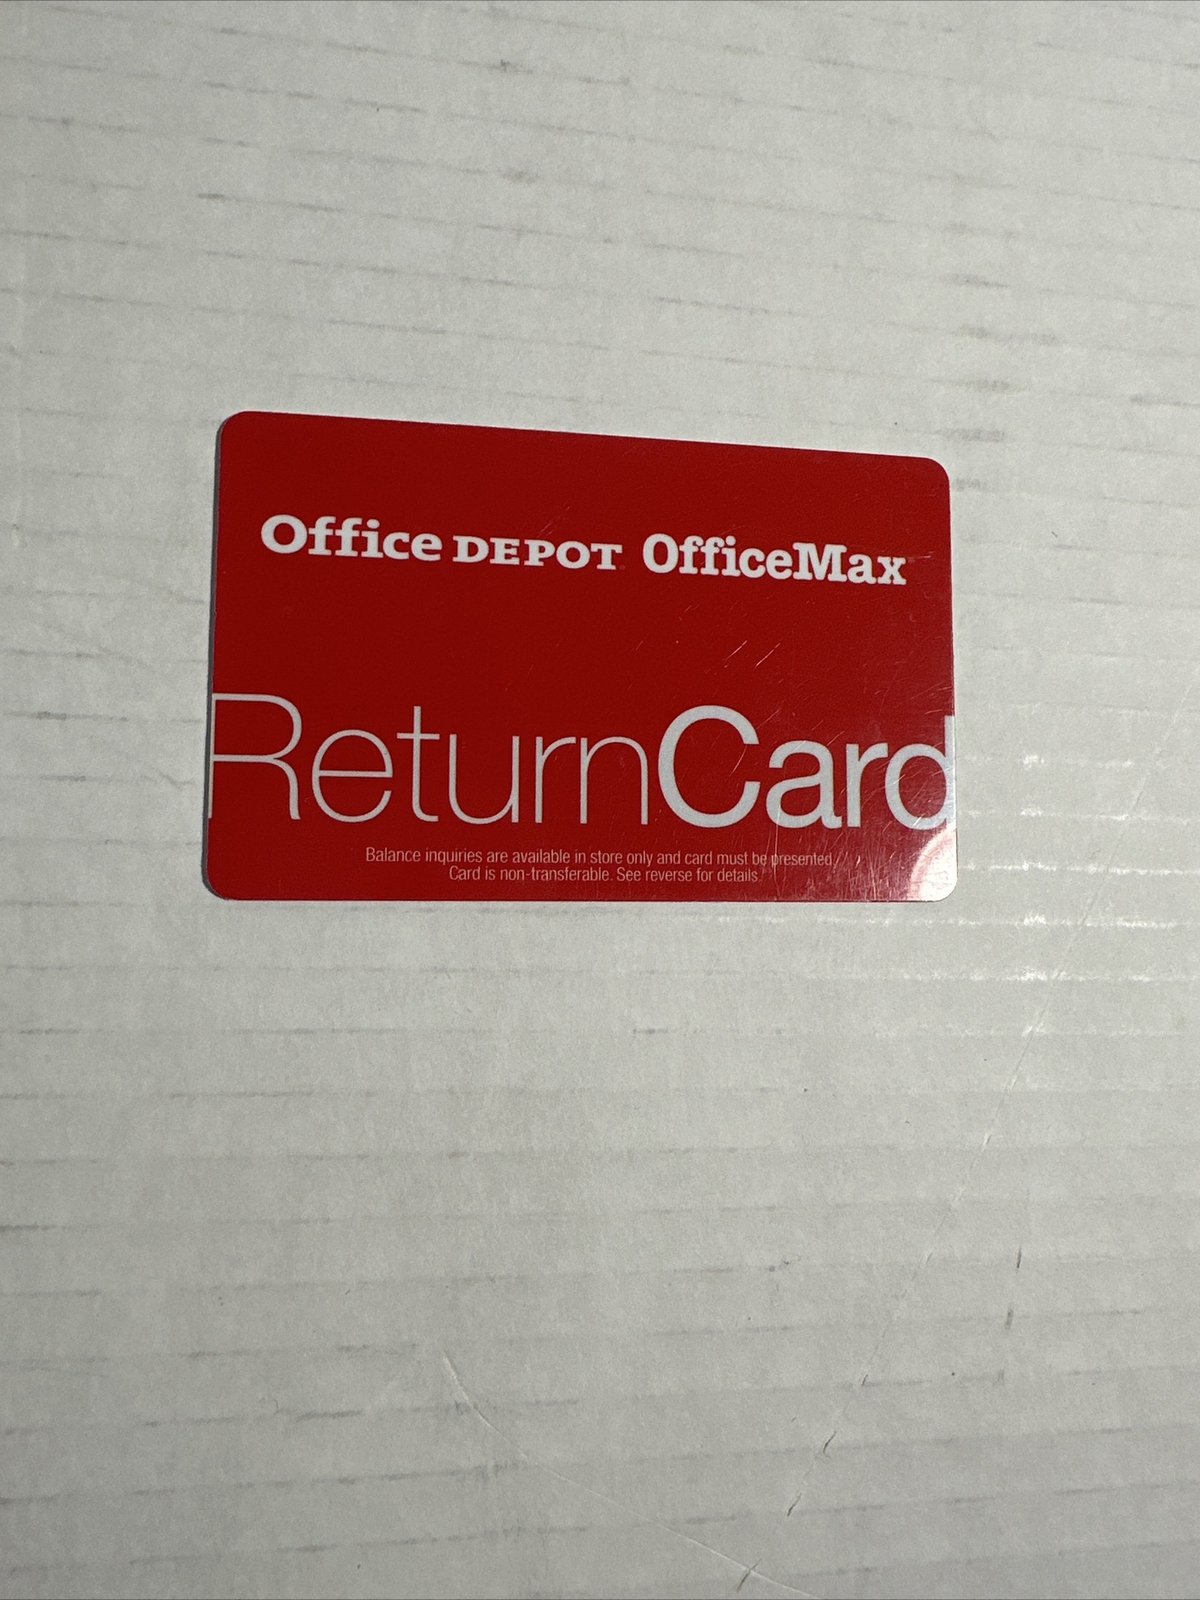 Office DEPOT OfficeMax
ReturnCard
Balance inquiries are available in store only and card must be presented.
Card is non-transferable. See reverse for details.